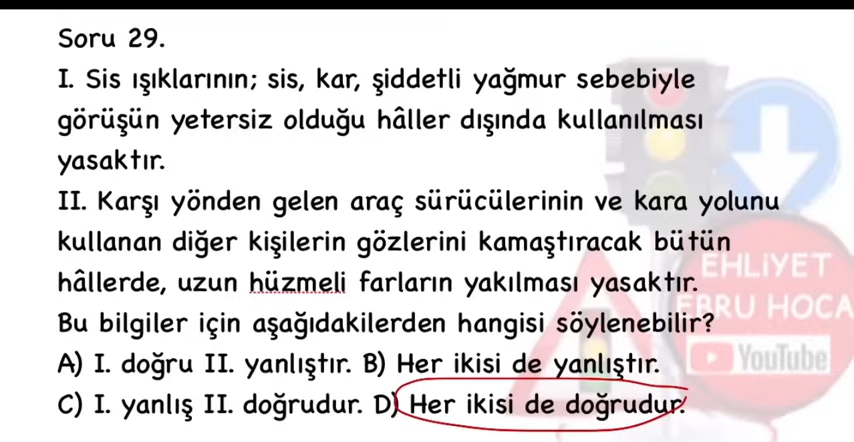 Soru 29.
I. Sis ışıklarının; sis, kar, şiddetli yağmur sebebiyle
görüşün yetersiz olduğu hâller dışında kullanılması
yasaktır.
II. Karşı yönden gelen araç sürücülerinin ve kara yolunu
kullanan diğer kişilerin gözlerini kamaştıracak bütün
hâllerde, uzun hüzmeli farların yakılması yasaktır.
EHLİYET
EBRU HOCA
Bu bilgiler için aşağıdakilerden hangisi söylenebilir?
YouTube
A) I. doğru II. yanlıştır. B) Her ikisi de yanlıştır.
C) I. yanlış II. doğrudur. D) Her ikisi de doğrudur.